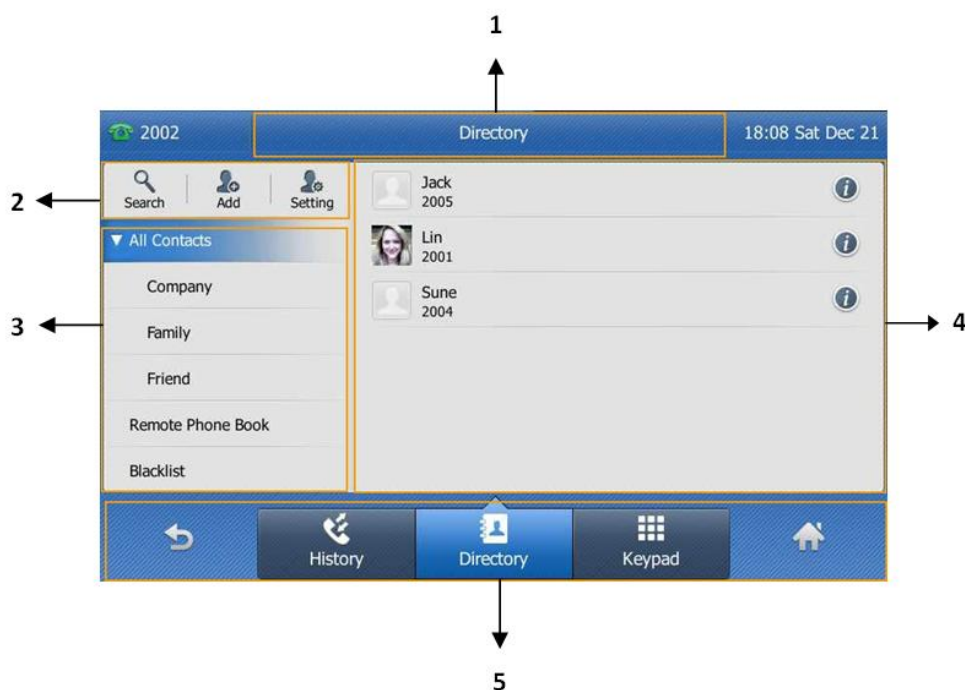 1
2002
Directory
18:08 Sat Dec 21
2
Search
Add
Setting
All Contacts
Company
3
Family
Friend
Remote Phone Book
Blacklist
Jack
2005
Lin
2001
Sune
2004
4
History
Directory
Keypad
5